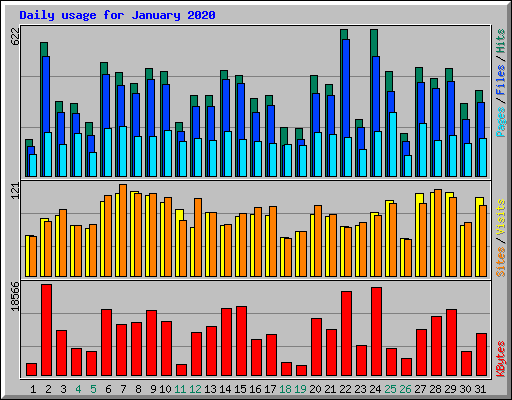 Daily usage for January 2020
622
Pages / Files / Hits
121
Sites / Visits
18566
KBytes
1 2 3 4 5 6 7 8 9 10 11 12 13 14 15 16 17 18 19 20 21 22 23 24 25 26 27 28 29 30 31